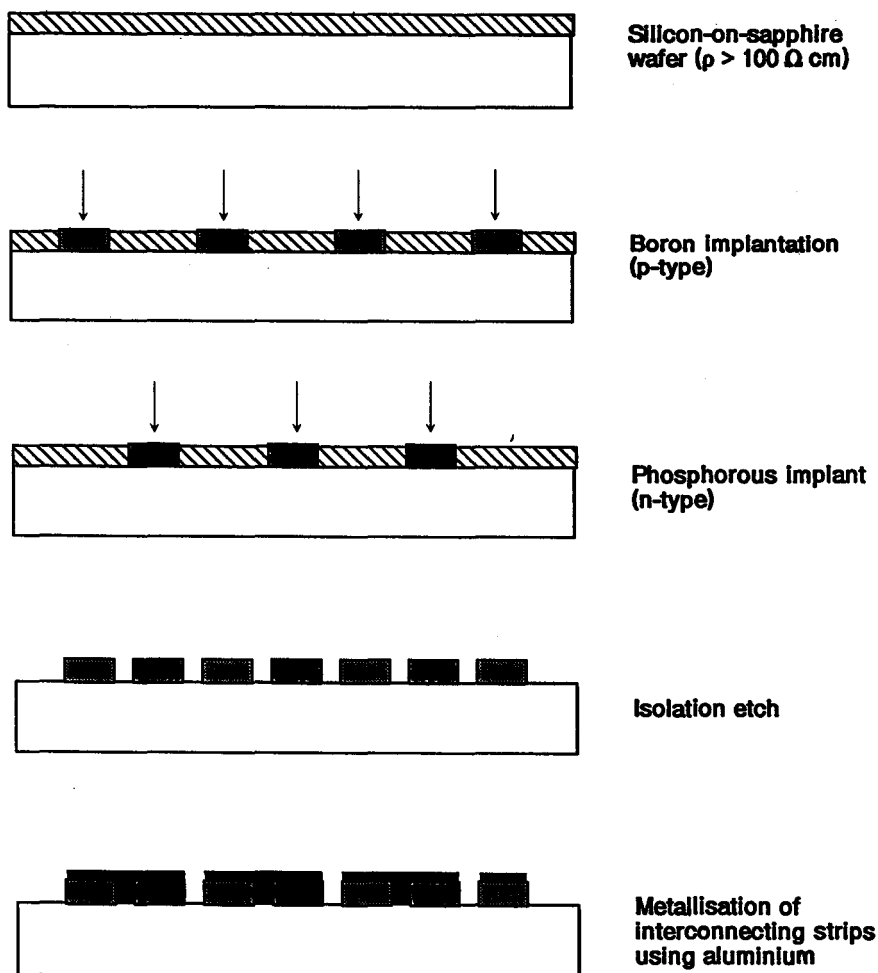 Silicon-on-sapphire
wafer (ρ > 100 Ω cm)
Boron implantation
(p-type)
Phosphorous implant
(n-type)
Isolation etch
Metallisation of
interconnecting strips
using aluminium